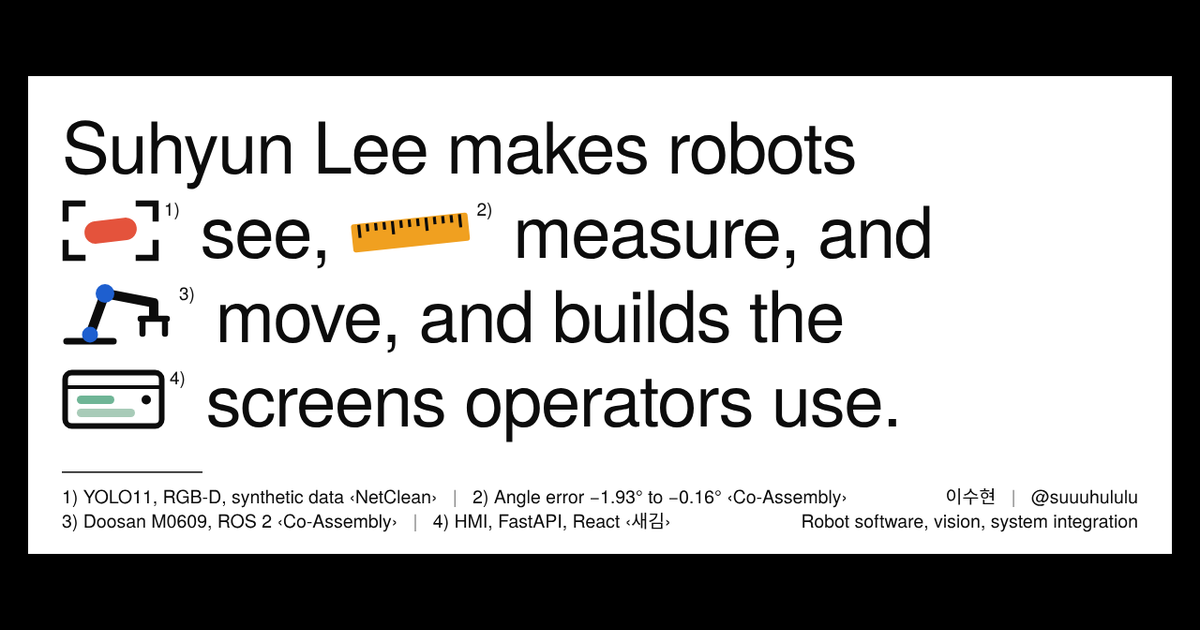 Suhyun Lee makes robots
1) see, 2) measure, and
3) move, and builds the
4) screens operators use.
1) YOLO11, RGB-D, synthetic data ‹NetClean› | 2) Angle error −1.93° to −0.16° ‹Co-Assembly›
3) Doosan M0609, ROS 2 ‹Co-Assembly› | 4) HMI, FastAPI, React ‹새김›
이수현 | @suuuhululu
Robot software, vision, system integration